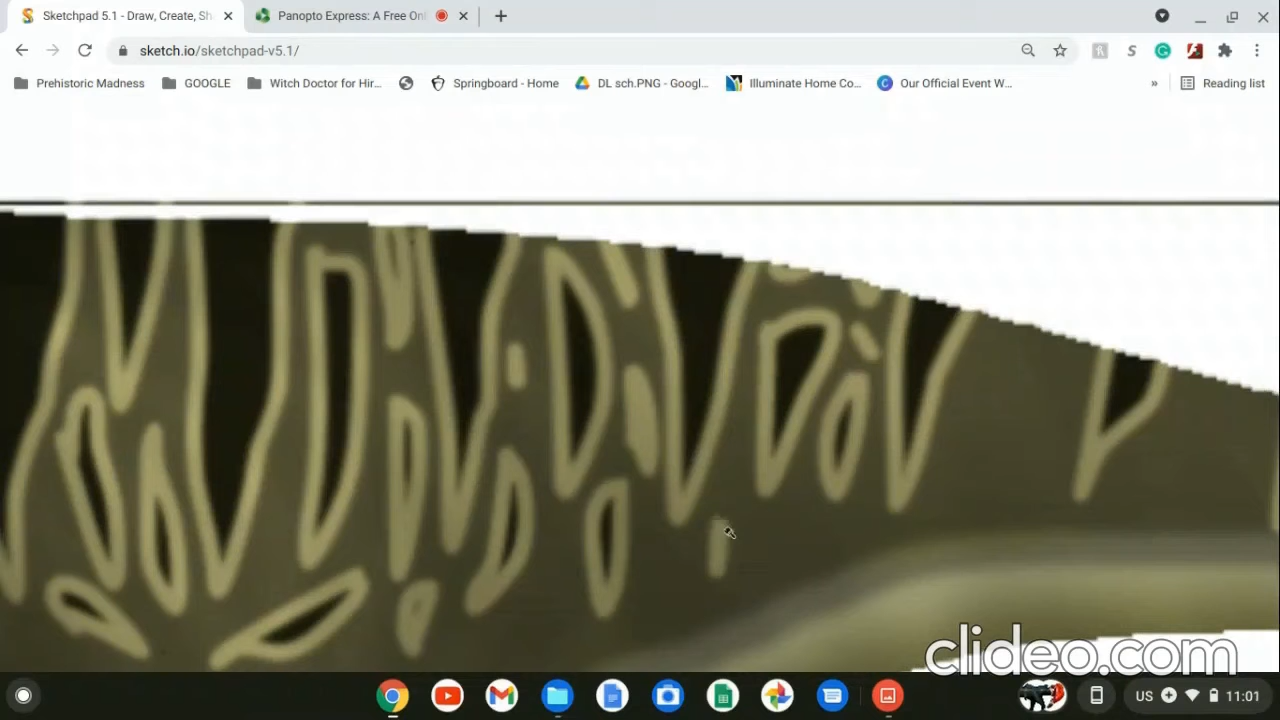 Sketchpad 5.1 - Draw, Create, Sh
Panopto Express: A Free Onl
sketch.io/sketchpad-v5.1/
Prehistoric Madness
GOOGLE
Witch Doctor for Hir...
Springboard - Home
DL sch.PNG - Googl...
Illuminate Home Co...
Our Official Event W...
»
Reading list
clideo.com
US
11:01